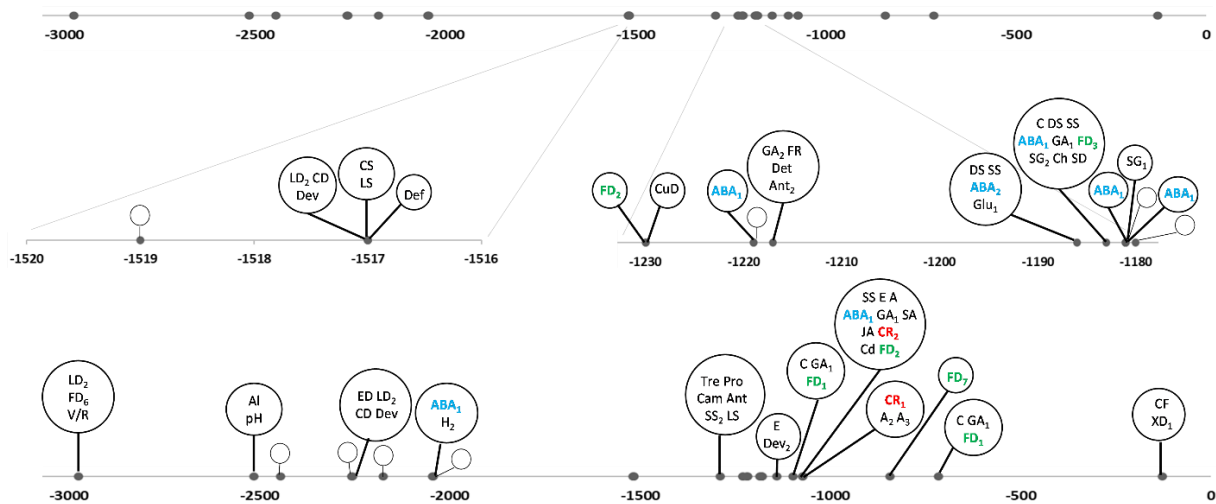 -3000 -2500 -2000 -1500 -1000 -500 0
LD₂ CD
Dev
CS
LS
Def
FD₂
CuD
ABA₁
GA₂ FR
Det
Ant₂
DS SS
ABA₂
Glu₁
C DS SS
ABA₁ GA₁ FD₃
SG₂ Ch SD
ABA₁
SG₁
ABA₁
-1520 -1519 -1518 -1517 -1516
-1230 -1220 -1210 -1200 -1190 -1180
LD₂
FD₆
V/R
Al
pH
ED LD₂
CD Dev
ABA₁
H₂
Tre Pro
Cam Ant
SS₂ LS
E
Dev₂
C GA₁
FD₁
SS E A
ABA₁ GA₁ SA
JA CR₂
Cd FD₂
CR₁
A₂ A₃
FD₇
C GA₁
FD₁
CF
XD₁
-3000 -2500 -2000 -1500 -1000 -500 0